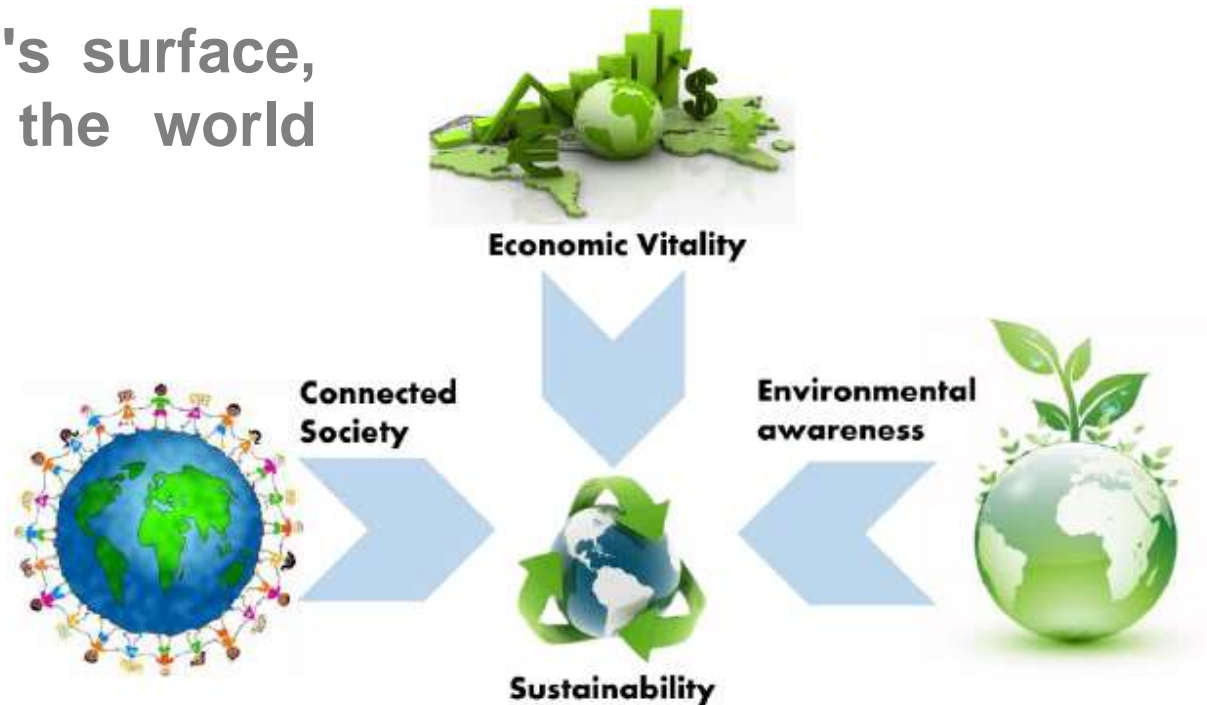 's surface,
the world
Economic Vitality
Connected
Society
Environmental
awareness
Sustainability